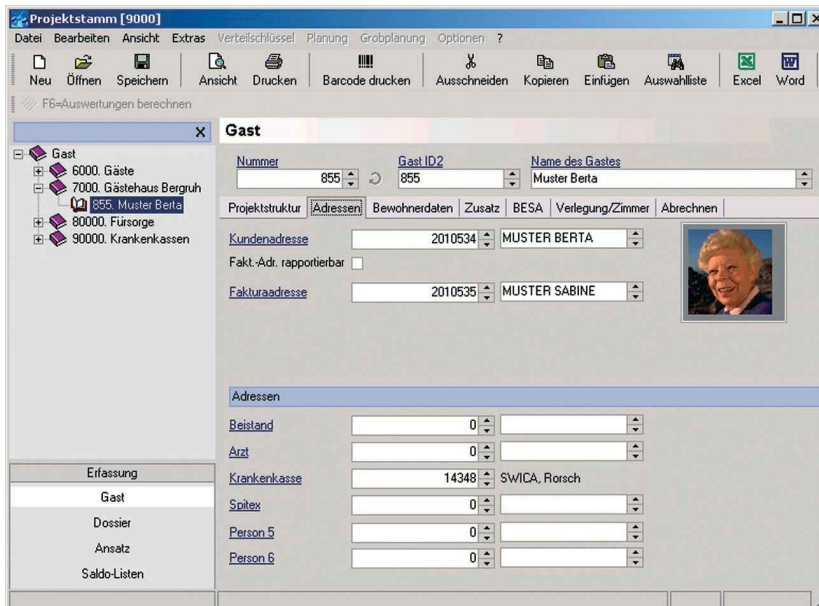 Projektstamm [9000]
Datei Bearbeiten Ansicht Extras Verteilschlüssel Planung Grobplanung Optionen ?
Neu Öffnen Speichern Ansicht Drucken Barcode drucken Ausschneiden Kopieren Einfügen Auswahlliste Excel Word
F6=Auswertungen berechnen
X
Gast
Gast
6000. Gäste
7000. Gästehaus Bergruh
855. Muster Berta
80000. Fürsorge
90000. Krankenkassen
Nummer Gast ID2 Name des Gastes
855 855 Muster Berta
Projektstruktur Adressen Bewohnerdaten Zusatz BESA Verlegung/Zimmer Abrechnen
Kundenadresse 2010534 MUSTER BERTA
Fakt.-Adr. rapportierbar
Fakturaadresse 2010535 MUSTER SABINE
Adressen
Beistand 0
Arzt 0
Krankenkasse 14348 SWICA, Rorsch
Spitex 0
Person 5 0
Person 6 0
Erfassung
Gast
Dossier
Ansatz
Saldo-Listen